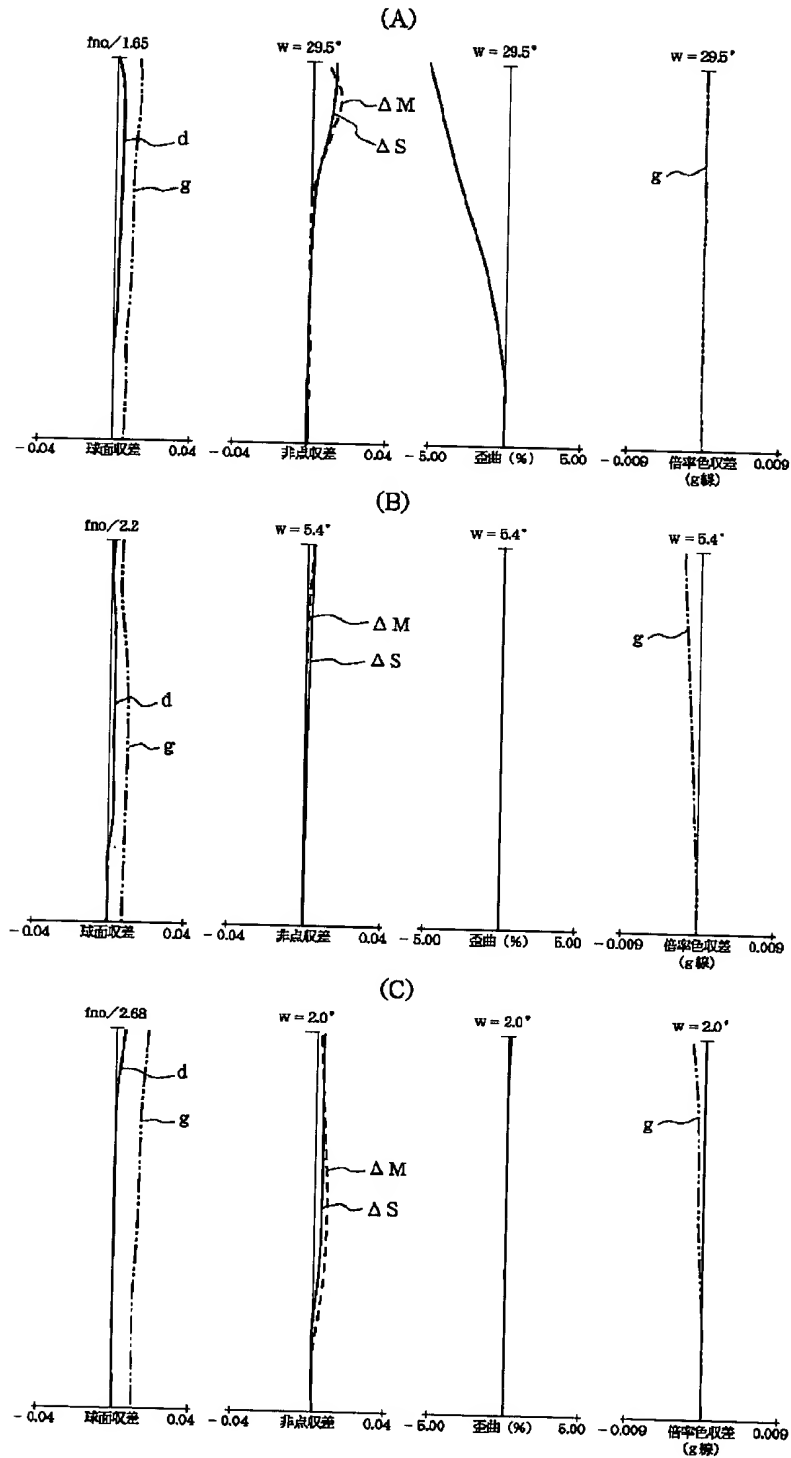 (A)
fno/1.65
w = 29.5°
w = 29.5°
w = 29.5°
d
g
ΔM
ΔS
g
-0.04
球面収差
0.04
-0.04
非点収差
0.04
-5.00
歪曲 (%)
5.00
-0.009
倍率色収差
(g線)
0.009
(B)
fno/2.2
w = 5.4°
w = 5.4°
w = 5.4°
ΔM
ΔS
g
d
g
-0.04
球面収差
0.04
-0.04
非点収差
0.04
-5.00
歪曲 (%)
5.00
-0.009
倍率色収差
(g線)
0.009
(C)
fno/2.68
w = 2.0°
w = 2.0°
w = 2.0°
d
g
g
ΔM
ΔS
-0.04
球面収差
0.04
-0.04
非点収差
0.04
-5.00
歪曲 (%)
5.00
-0.009
倍率色収差
(g線)
0.009